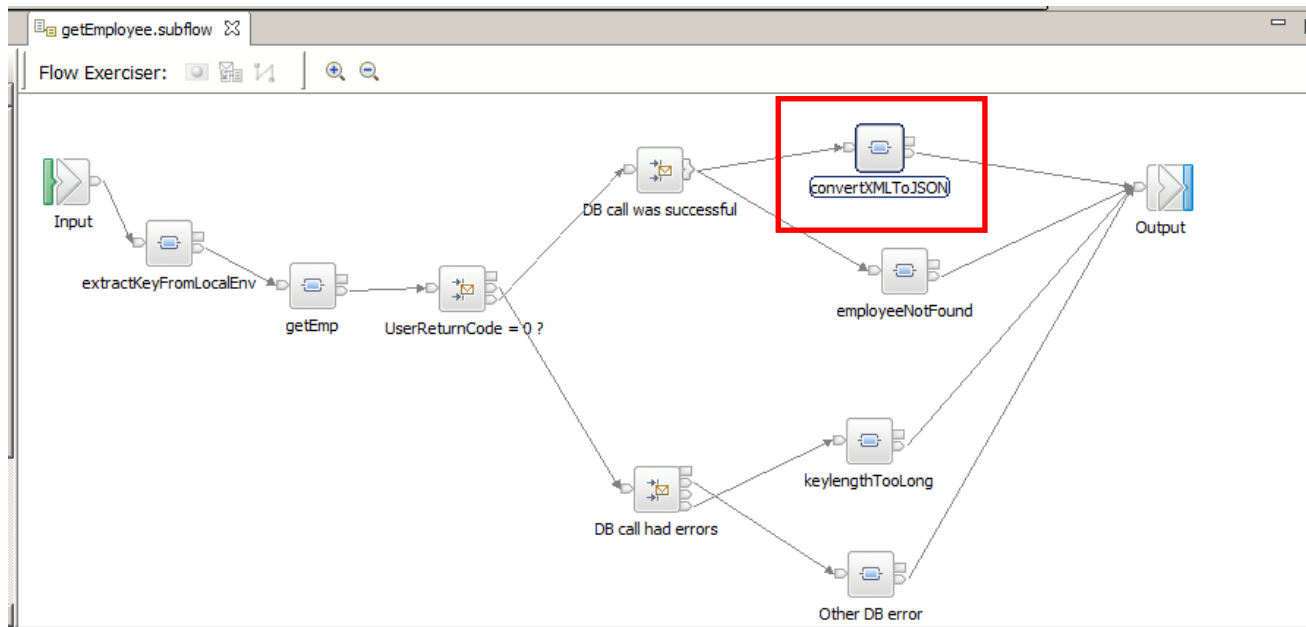 getEmployee.subflow
Flow Exerciser:
Input
extractKeyFromLocalEnv
getEmp
UserReturnCode = 0 ?
DB call was successful
convertXMLToJSON
employeeNotFound
Output
DB call had errors
keylengthTooLong
Other DB error